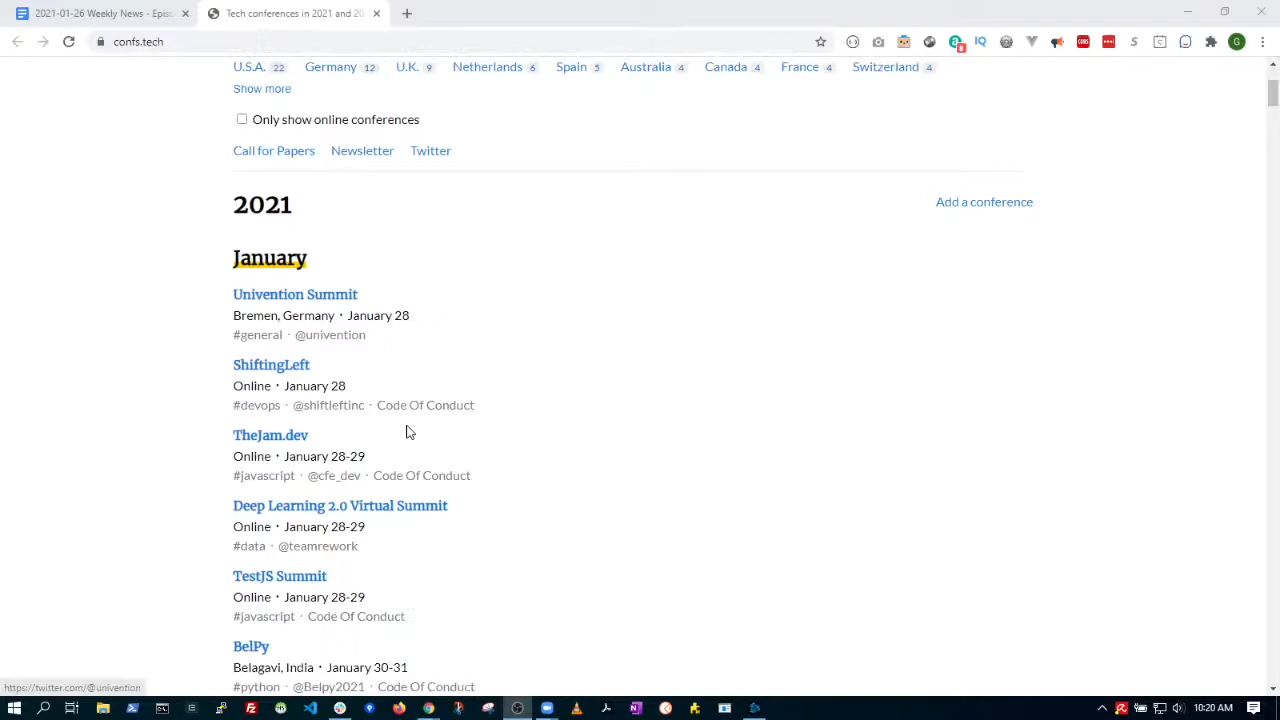 2021-01-26 Weekly News - Episo
Tech conferences in 2021 and 20
confs.tech
U.S.A. 22 Germany 12 U.K. 9 Netherlands 6 Spain 5 Australia 4 Canada 4 France 4 Switzerland 4
Show more
Only show online conferences
Call for Papers Newsletter Twitter
2021
Add a conference
January
Univention Summit
Bremen, Germany · January 28
#general · @univention
ShiftingLeft
Online · January 28
#devops · @shiftleftinc · Code Of Conduct
TheJam.dev
Online · January 28-29
#javascript · @cfe_dev · Code Of Conduct
Deep Learning 2.0 Virtual Summit
Online · January 28-29
#data · @teamrework
TestJS Summit
Online · January 28-29
#javascript · Code Of Conduct
BelPy
Belagavi, India · January 30-31
#python · @Belpy2021 · Code Of Conduct
https://twitter.com/@univention
10:20 AM